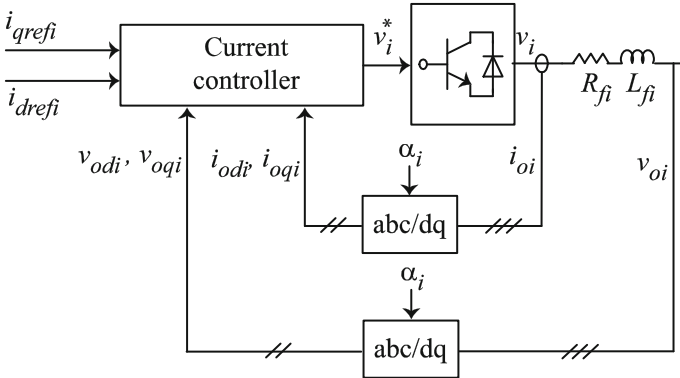 i_qrefi
i_drefi
Current
controller
v_i^*
v_i
R_fi L_fi
v_odi, v_oqi
i_odi, i_oqi
α_i
i_oi
v_oi
abc/dq
α_i
abc/dq